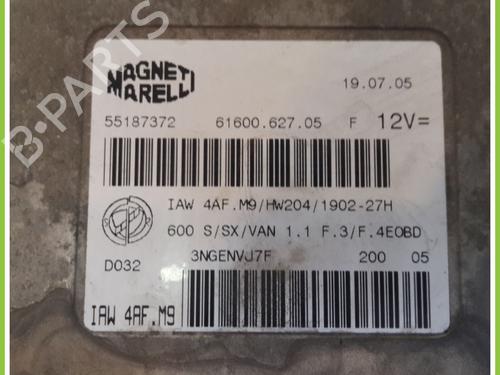 MAGNETI
MARELLI
19.07.05
55187372 61600.627.05 F 12V=
IAW 4AF.M9/HW204/1902-27H
600 S/SX/VAN 1.1 F.3/F.4EOBD
D032 3NGENVJ7F 200 05
IAW 4AF.M9
B-PARTS